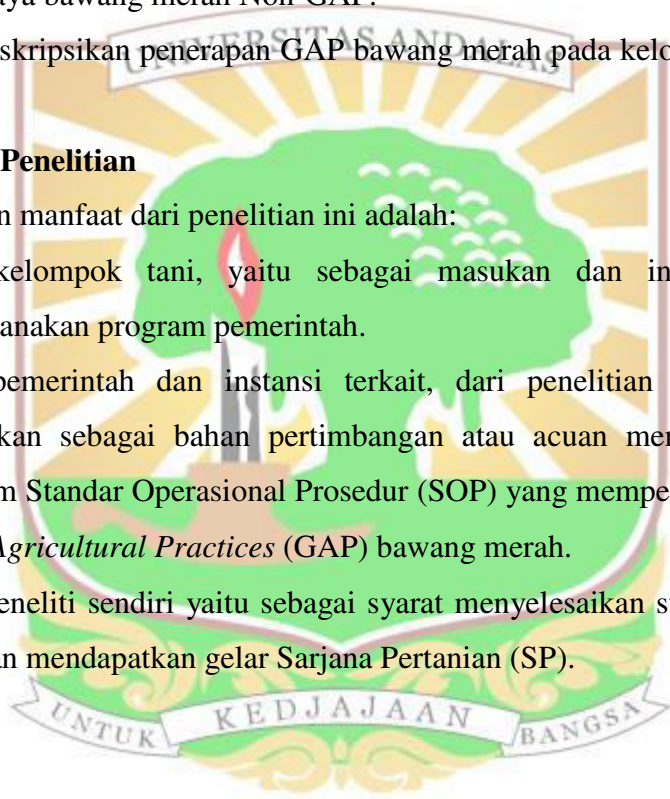 aya bawang merah Non-GAP.
UNIVERSITAS ANDALAS
skripsikan penerapan GAP bawang merah pada kelo
Penelitian
n manfaat dari penelitian ini adalah:
kelompok tani, yaitu sebagai masukan dan in
anakan program pemerintah.
pemerintah dan instansi terkait, dari penelitian
kan sebagai bahan pertimbangan atau acuan men
m Standar Operasional Prosedur (SOP) yang mempe
Agricultural Practices (GAP) bawang merah.
eneliti sendiri yaitu sebagai syarat menyelesaikan s
an mendapatkan gelar Sarjana Pertanian (SP).
UNTUK KEDJAJAAN BANGSA